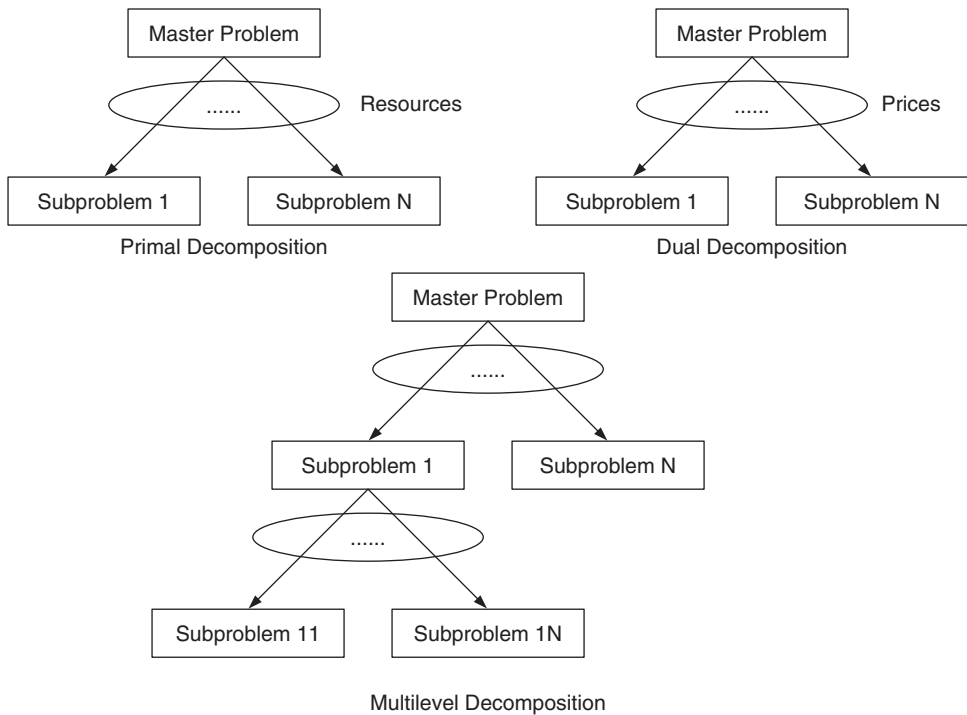 Master Problem
......
Resources
Subproblem 1
Subproblem N
Primal Decomposition
Master Problem
......
Prices
Subproblem 1
Subproblem N
Dual Decomposition
Master Problem
......
Subproblem 1
Subproblem N
......
Subproblem 11
Subproblem 1N
Multilevel Decomposition